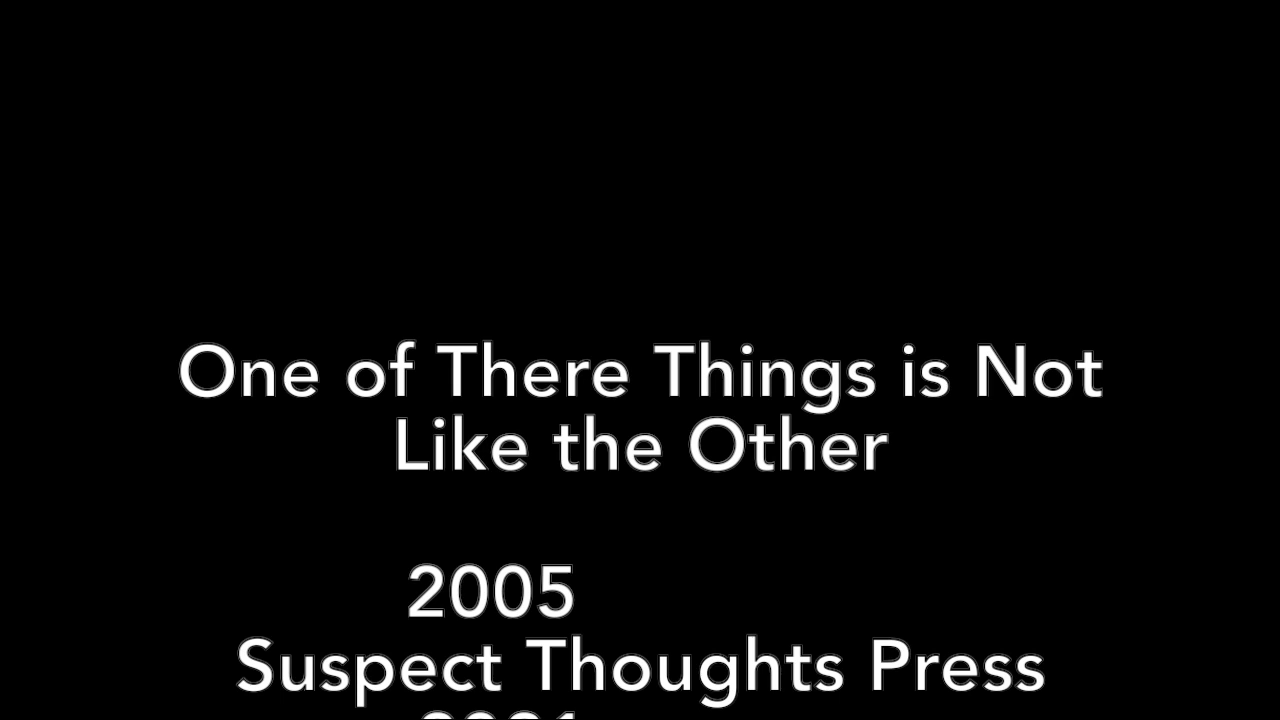 One of There Things is Not
Like the Other
2005
Suspect Thoughts Press